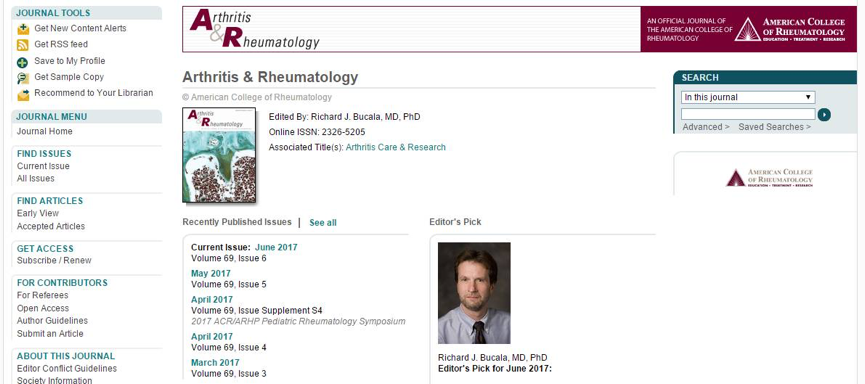 JOURNAL TOOLS
Get New Content Alerts
Get RSS feed
Save to My Profile
Get Sample Copy
Recommend to Your Librarian
JOURNAL MENU
Journal Home
FIND ISSUES
Current Issue
All Issues
FIND ARTICLES
Early View
Accepted Articles
GET ACCESS
Subscribe / Renew
FOR CONTRIBUTORS
For Referees
Open Access
Author Guidelines
Submit an Article
ABOUT THIS JOURNAL
Editor Conflict Guidelines
Society Information
Arthritis
& Rheumatology
AN OFFICIAL JOURNAL OF
THE AMERICAN COLLEGE OF
RHEUMATOLOGY
AMERICAN COLLEGE
OF RHEUMATOLOGY
EDUCATION • TREATMENT • RESEARCH
Arthritis & Rheumatology
© American College of Rheumatology
Arthritis
& Rheumatology
Edited By: Richard J. Bucala, MD, PhD
Online ISSN: 2326-5205
Associated Title(s): Arthritis Care & Research
Recently Published Issues | See all
Current Issue: June 2017
Volume 69, Issue 6
May 2017
Volume 69, Issue 5
April 2017
Volume 69, Issue Supplement S4
2017 ACR/ARHP Pediatric Rheumatology Symposium
April 2017
Volume 69, Issue 4
March 2017
Volume 69, Issue 3
Editor's Pick
Richard J. Bucala, MD, PhD
Editor's Pick for June 2017:
SEARCH
In this journal
Advanced > Saved Searches >
AMERICAN COLLEGE
OF RHEUMATOLOGY
EDUCATION • TREATMENT • RESEARCH